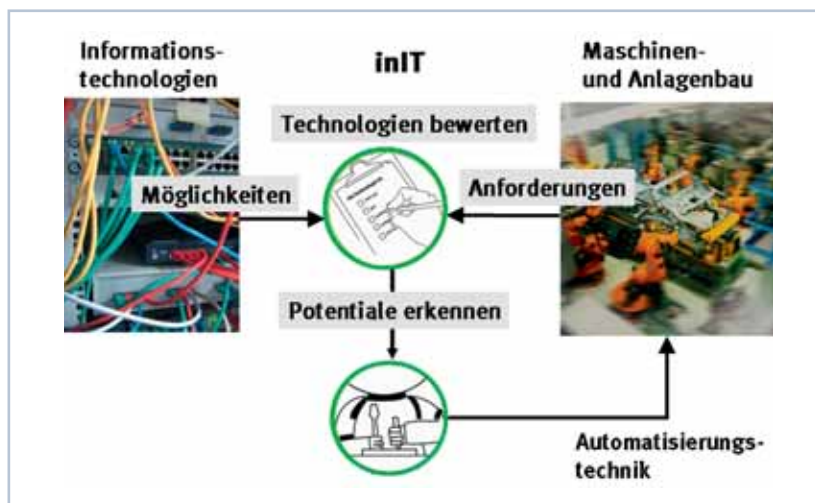 Informations-
technologien
inIT
Maschinen-
und Anlagenbau
Technologien bewerten
Möglichkeiten
Anforderungen
Potentiale erkennen
Automatisierungs-
technik